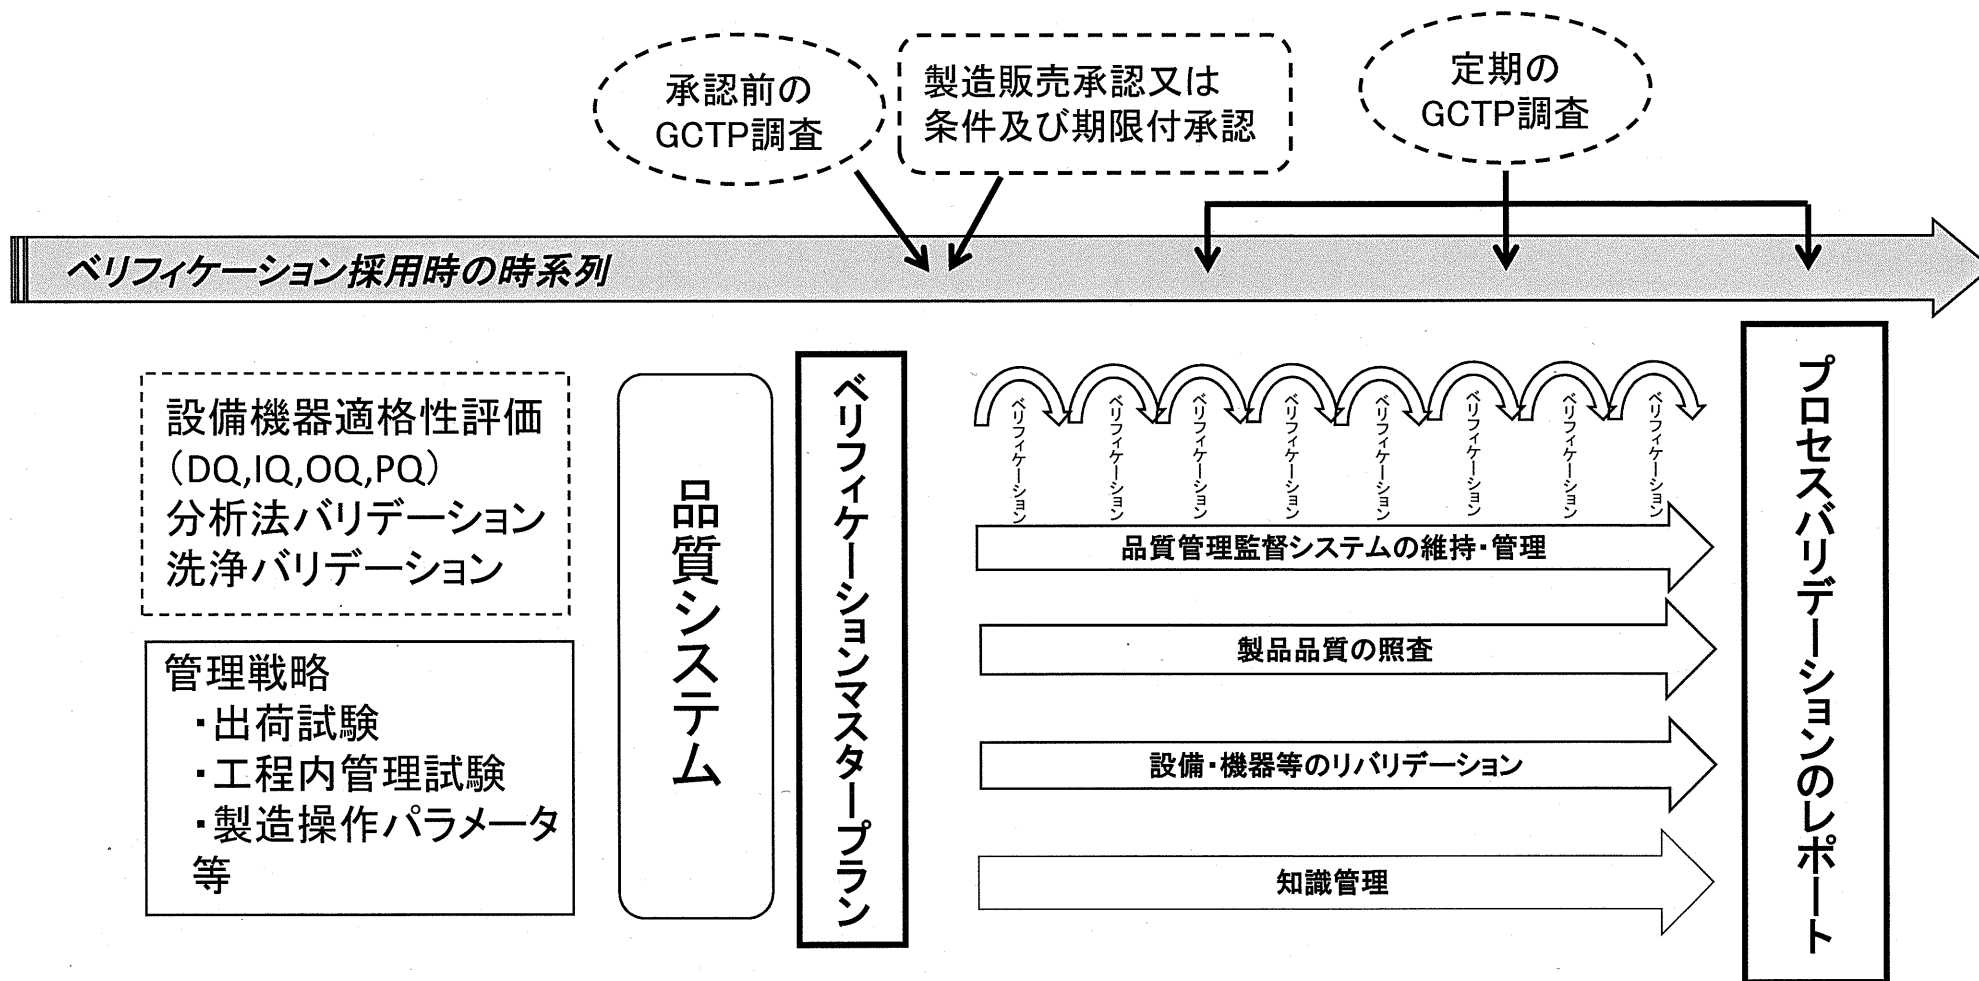 承認前の
GCTP調査
製造販売承認又は
条件及び期限付承認
定期の
GCTP調査
ベリフィケーション採用時の時系列
設備機器適格性評価
(DQ,IQ,OQ,PQ)
分析法バリデーション
洗浄バリデーション
管理戦略
・出荷試験
・工程内管理試験
・製造操作パラメータ
等
品質システム
ベリフィケーションマスタープラン
ベリフィケーション
ベリフィケーション
ベリフィケーション
ベリフィケーション
ベリフィケーション
ベリフィケーション
ベリフィケーション
ベリフィケーション
品質管理監督システムの維持・管理
製品品質の照査
設備・機器等のリバリデーション
知識管理
プロセスバリデーションのレポート